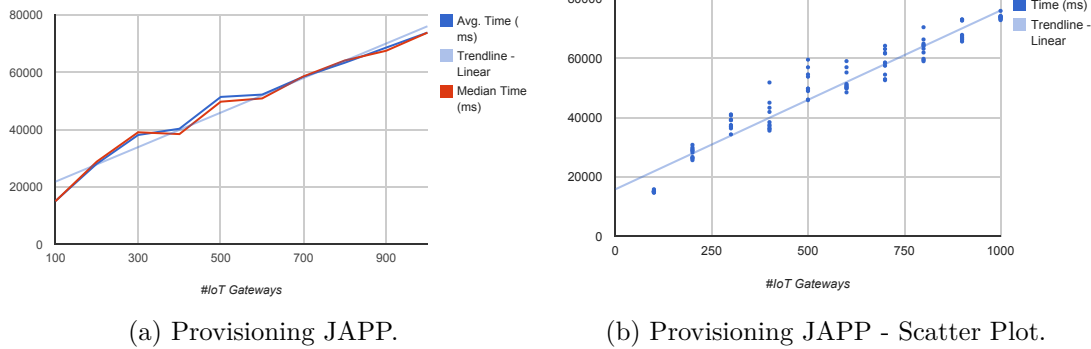 80000
60000
40000
20000
0
100
300
500
700
900
#IoT Gateways
Avg. Time (
ms)
Trendline -
Linear
Median Time
(ms)
(a) Provisioning JAPP.
60000
40000
20000
0
0
250
500
750
1000
#IoT Gateways
Time (ms)
Trendline -
Linear
(b) Provisioning JAPP - Scatter Plot.